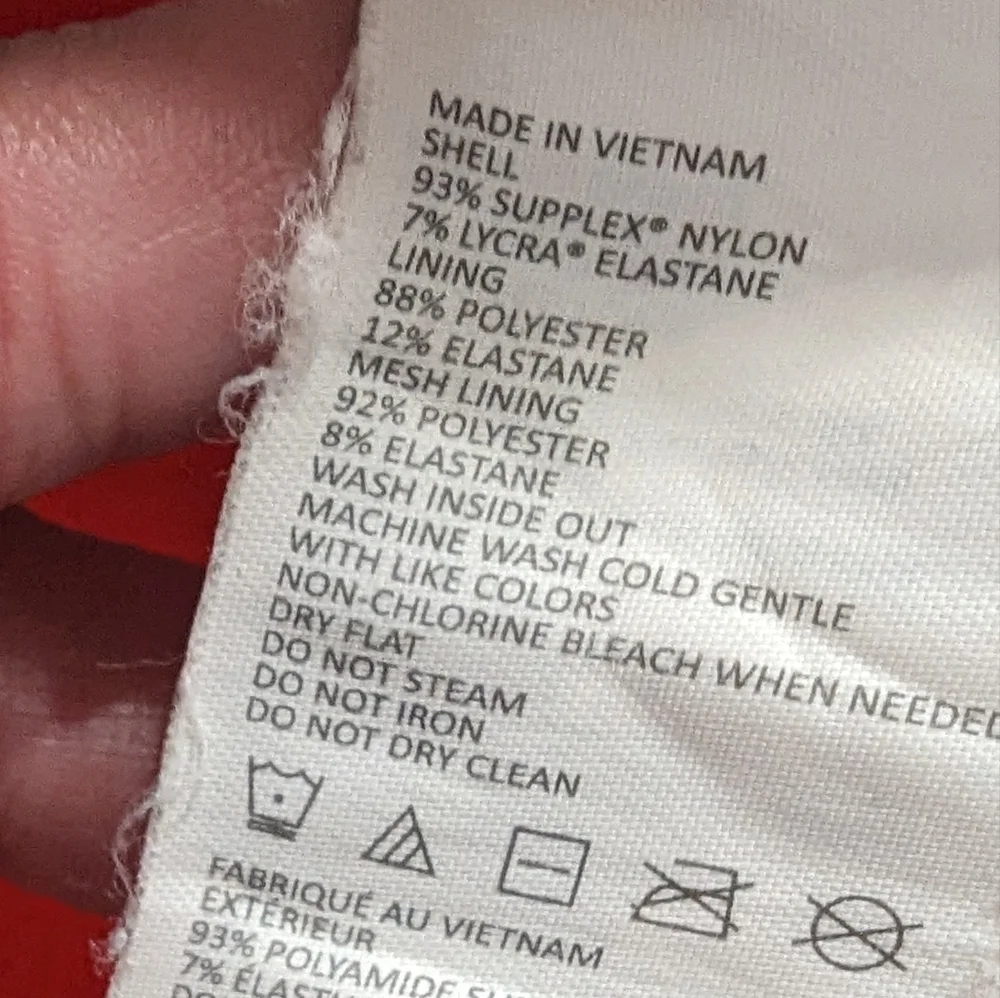 MADE IN VIETNAM
SHELL
93% SUPPLEX® NYLON
7% LYCRA® ELASTANE
LINING
88% POLYESTER
12% ELASTANE
MESH LINING
92% POLYESTER
8% ELASTANE
WASH INSIDE OUT
MACHINE WASH COLD GENTLE
WITH LIKE COLORS
NON-CHLORINE BLEACH WHEN NEEDED
DRY FLAT
DO NOT STEAM
DO NOT IRON
DO NOT DRY CLEAN
FABRIQUÉ AU VIETNAM
EXTÉRIEUR
93% POLYAMIDE
7%